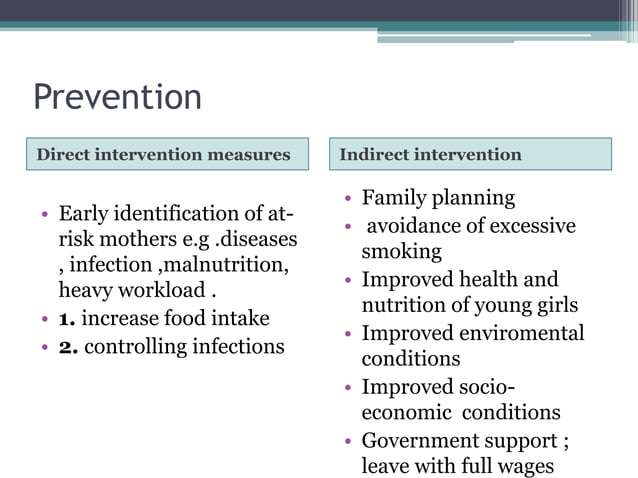 Prevention
Direct intervention measures
• Early identification of at-
risk mothers e.g .diseases
, infection ,malnutrition,
heavy workload .
• 1. increase food intake
• 2. controlling infections
Indirect intervention
• Family planning
•  avoidance of excessive
smoking
• Improved health and
nutrition of young girls
• Improved enviromental
conditions
• Improved socio-
economic  conditions
• Government support ;
leave with full wages